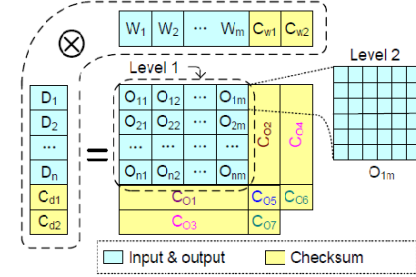 ⊗ W1 W2 ... Wm Cw1 Cw2
Level 1
Level 2
D1 O11 O12 ... O1m
D2 O21 O22 ... O2m
... ... ... ... ...
Dn On1 On2 ... Onm
=
CO2
CO4
O1m
Cd1 CO1 CO5 CO6
Cd2 CO3 CO7
Input & output Checksum